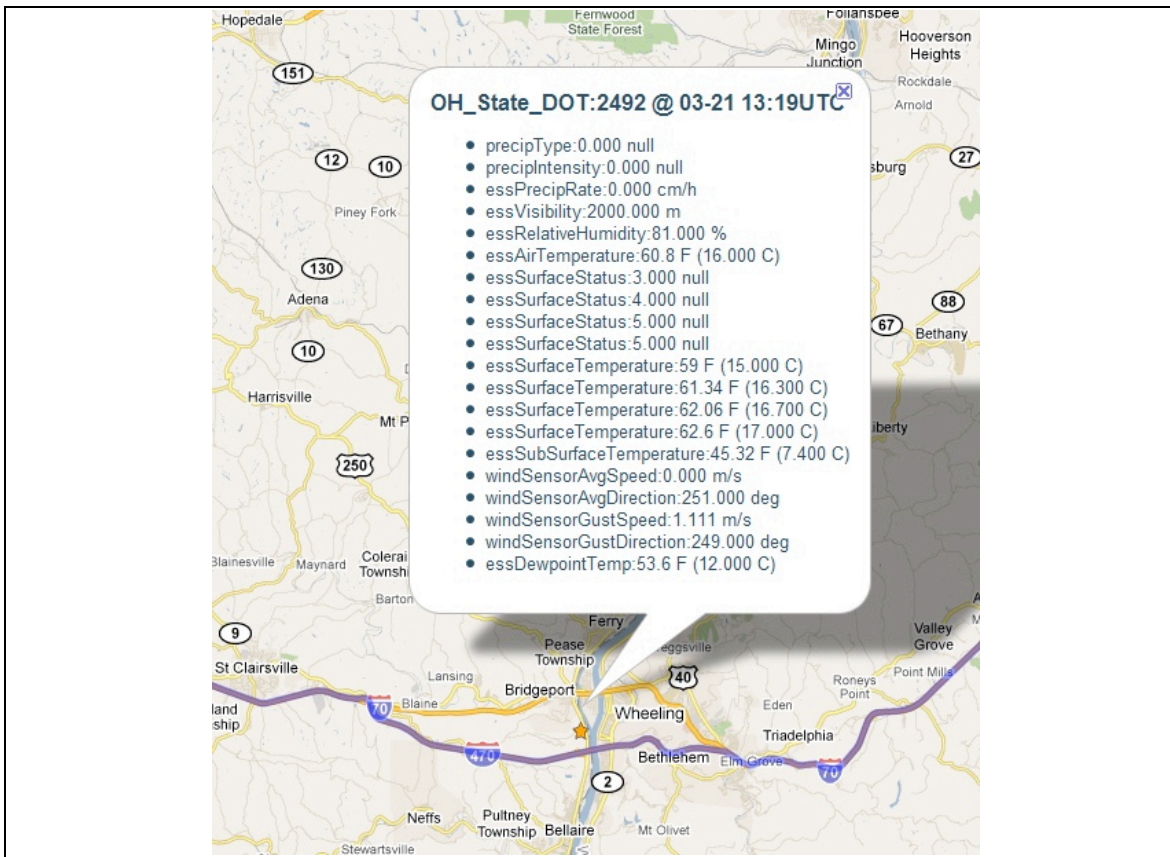 Hopedale
Fernwood
State Forest
Follansbee
Mingo
Junction
Hooverson
Heights
151
Rockdale
Arnold
OH_State_DOT:2492 @ 03-21 13:19UTC
precipType:0.000 null
precipIntensity:0.000 null
essPrecipRate:0.000 cm/h
essVisibility:2000.000 m
essRelativeHumidity:81.000 %
essAirTemperature:60.8 F (16.000 C)
essSurfaceStatus:3.000 null
essSurfaceStatus:4.000 null
essSurfaceStatus:5.000 null
essSurfaceStatus:5.000 null
essSurfaceTemperature:59 F (15.000 C)
essSurfaceTemperature:61.34 F (16.300 C)
essSurfaceTemperature:62.06 F (16.700 C)
essSurfaceTemperature:62.6 F (17.000 C)
essSubSurfaceTemperature:45.32 F (7.400 C)
windSensorAvgSpeed:0.000 m/s
windSensorAvgDirection:251.000 deg
windSensorGustSpeed:1.111 m/s
windSensorGustDirection:249.000 deg
essDewpointTemp:53.6 F (12.000 C)
12
10
27
sburg
Piney Fork
130
Adena
88
67
Bethany
10
Harrisville
Mt P
iberty
250
Blainesville
Maynard
Colerai
Townshi
Barton
Ferry
9
Pease
Township
eggsville
Valley
Grove
St Clairsville
Lansing
40
Point Mills
Roneys
Point
Bridgeport
70
Blaine
land
ship
Wheeling
Eden
Triadelphia
470
Bethlehem
Elm Grove
70
2
Neffs
Pultney
Township
Bellaire
Mt Olivet
Stewartsville